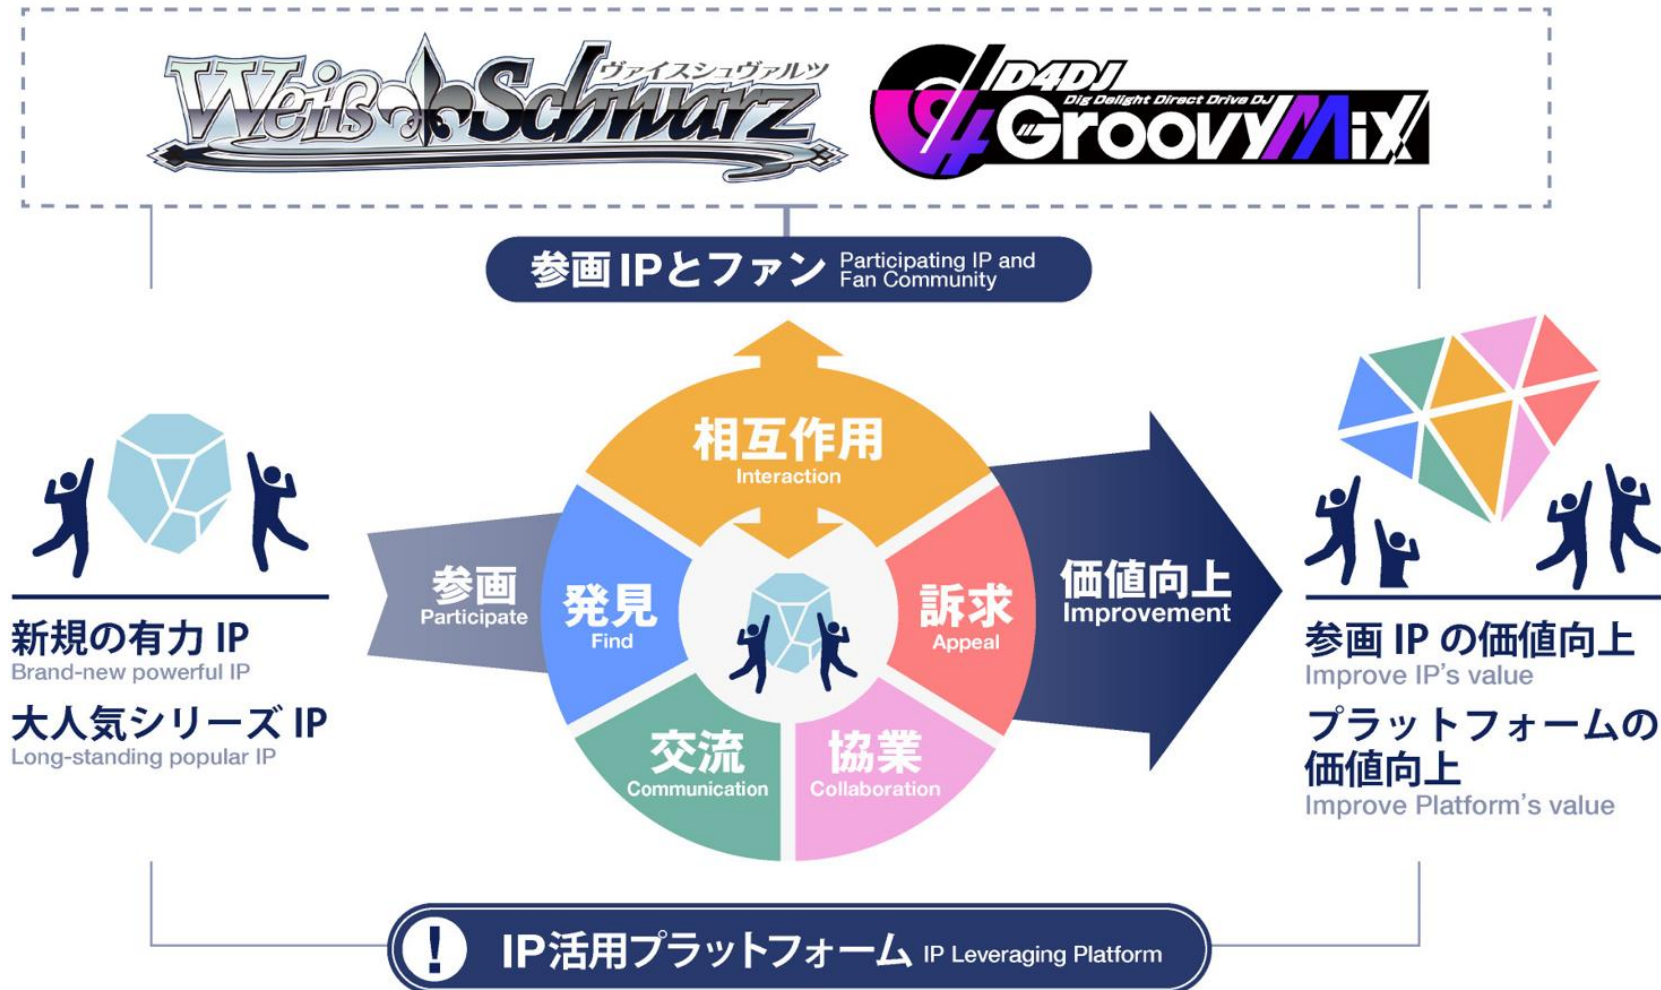 ヴァイスシュヴァルツ
Weiß Schwarz
D4DJ
Dig Delight Direct Drive DJ
Groovy Mix
参画 IPとファン
Participating IP and
Fan Community
相互作用
Interaction
参画
Participate
発見
Find
訴求
Appeal
価値向上
Improvement
交流
Communication
協業
Collaboration
新規の有力 IP
Brand-new powerful IP
大人気シリーズ IP
Long-standing popular IP
参画 IP の価値向上
Improve IP's value
プラットフォームの
価値向上
Improve Platform's value
! IP活用プラットフォーム IP Leveraging Platform